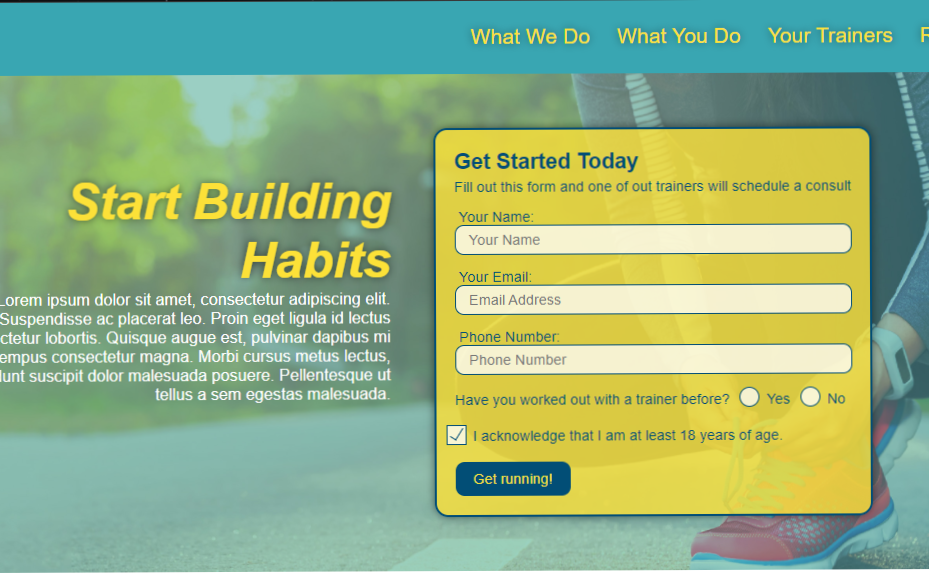 What We Do What You Do Your Trainers
Start Building
Habits
Lorem ipsum dolor sit amet, consectetur adipiscing elit.
Suspendisse ac placerat leo. Proin eget ligula id lectus
lobortis. Quisque augue est, pulvinar dapibus mi
consectetur magna. Morbi cursus metus lectus,
suscipit dolor malesuada posuere. Pellentesque ut
tellus a sem egestas malesuada.
Get Started Today
Fill out this form and one of out trainers will schedule a consult
Your Name:
Your Name
Your Email:
Email Address
Phone Number:
Phone Number
Have you worked out with a trainer before? Yes No
I acknowledge that I am at least 18 years of age.
Get running!